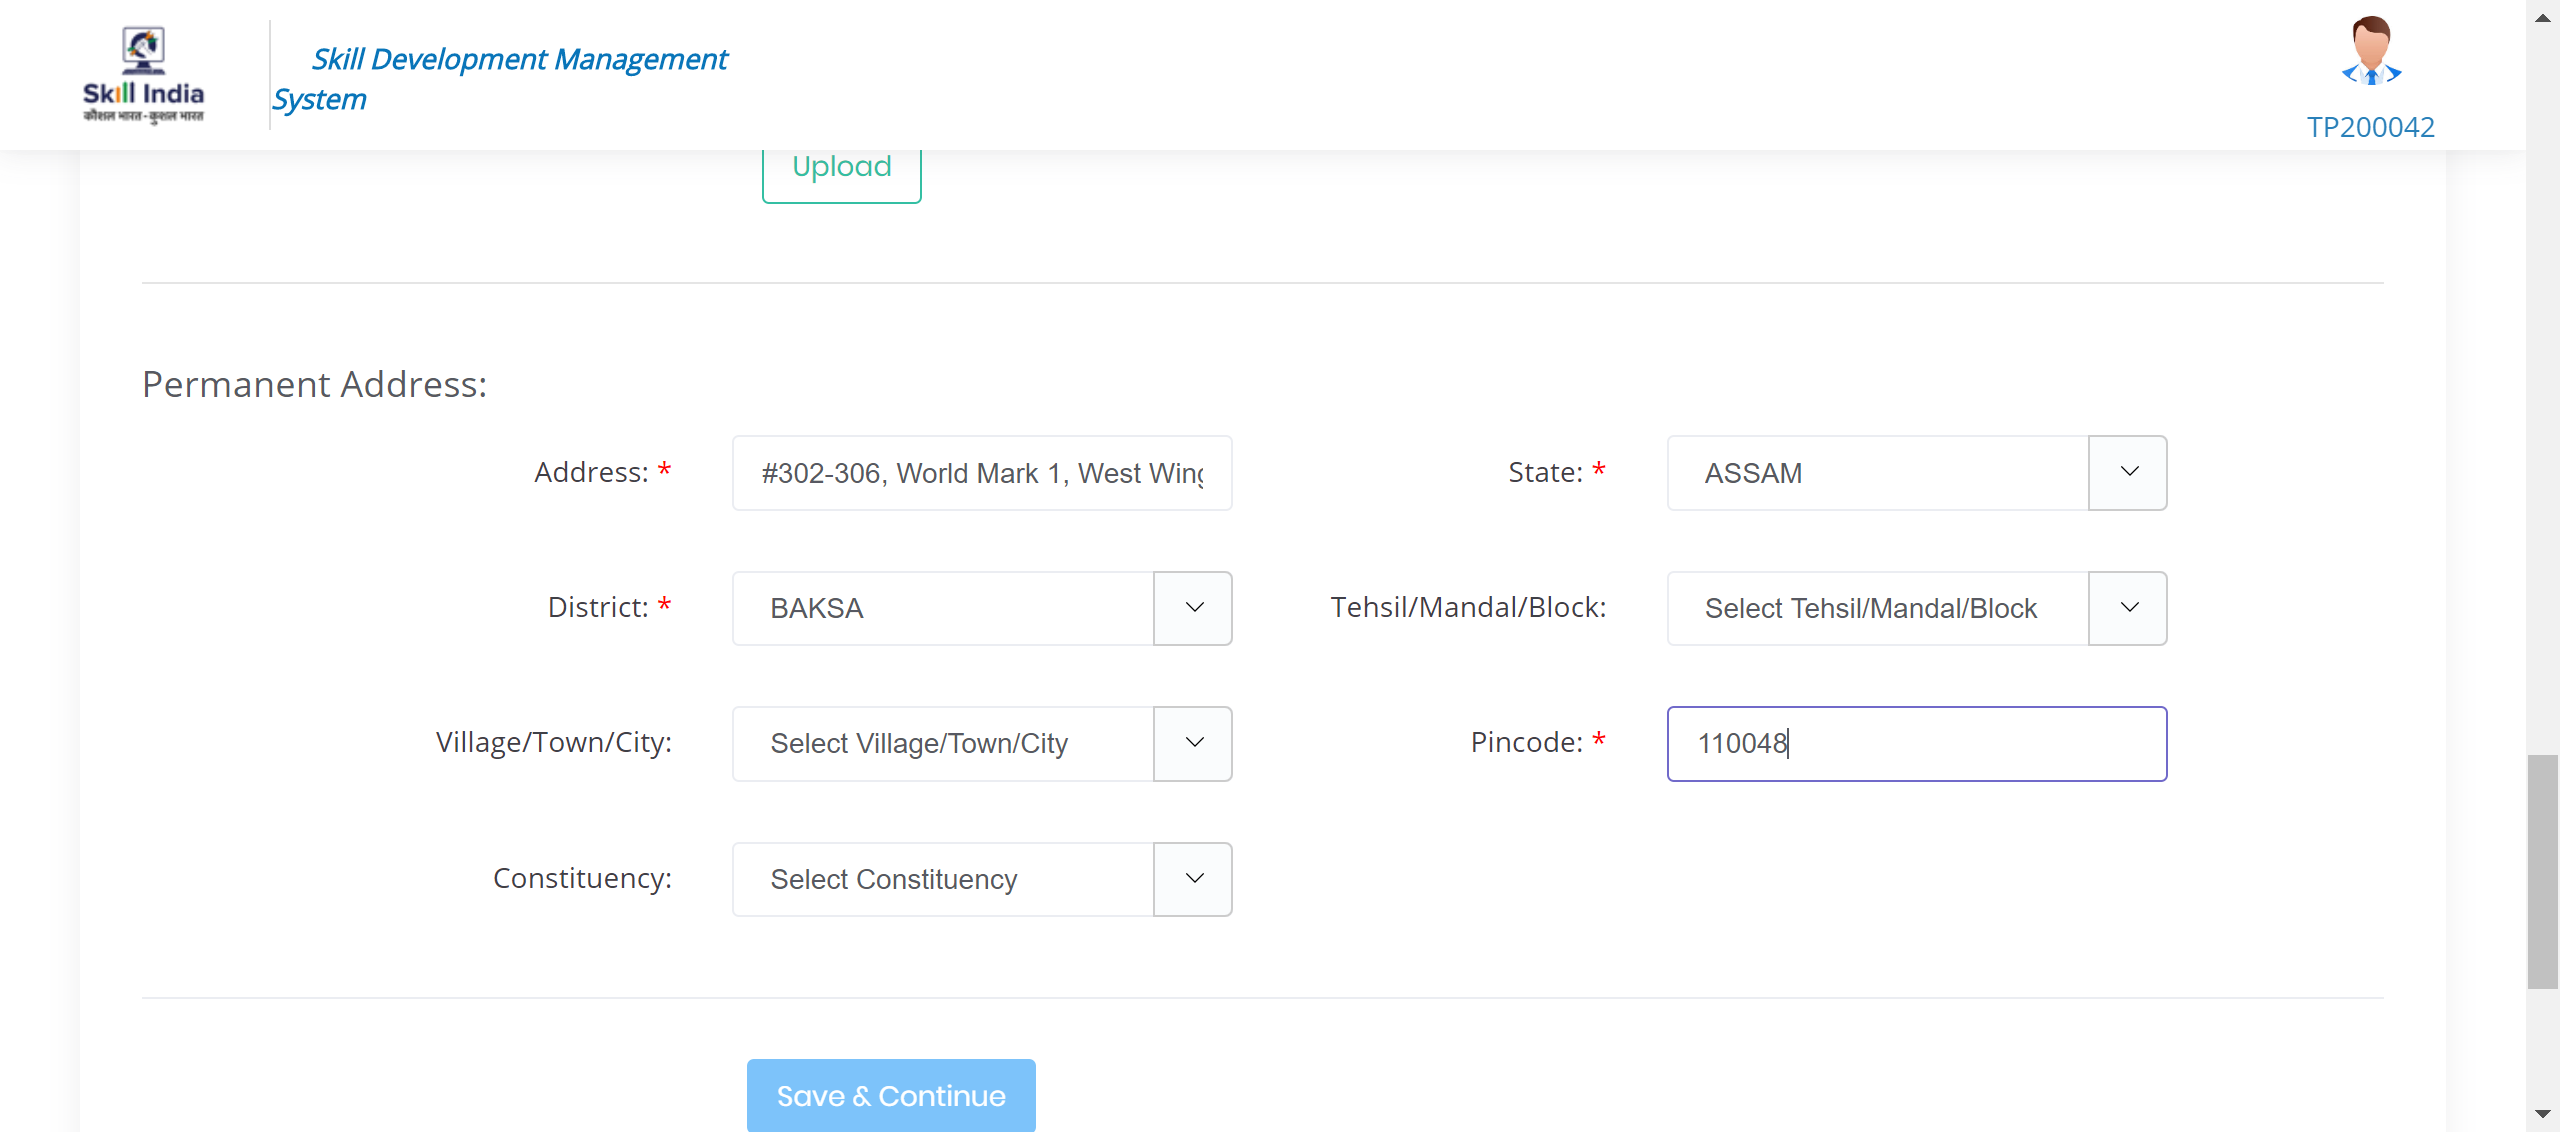 Skill India
कौशल भारत-कुशल भारत
Skill Development Management
System
TP200042
Upload
Permanent Address:
Address: *
#302-306, World Mark 1, West Wing
State: *
ASSAM
District: *
BAKSA
Tehsil/Mandal/Block:
Select Tehsil/Mandal/Block
Village/Town/City:
Select Village/Town/City
Pincode: *
110048
Constituency:
Select Constituency
Save & Continue